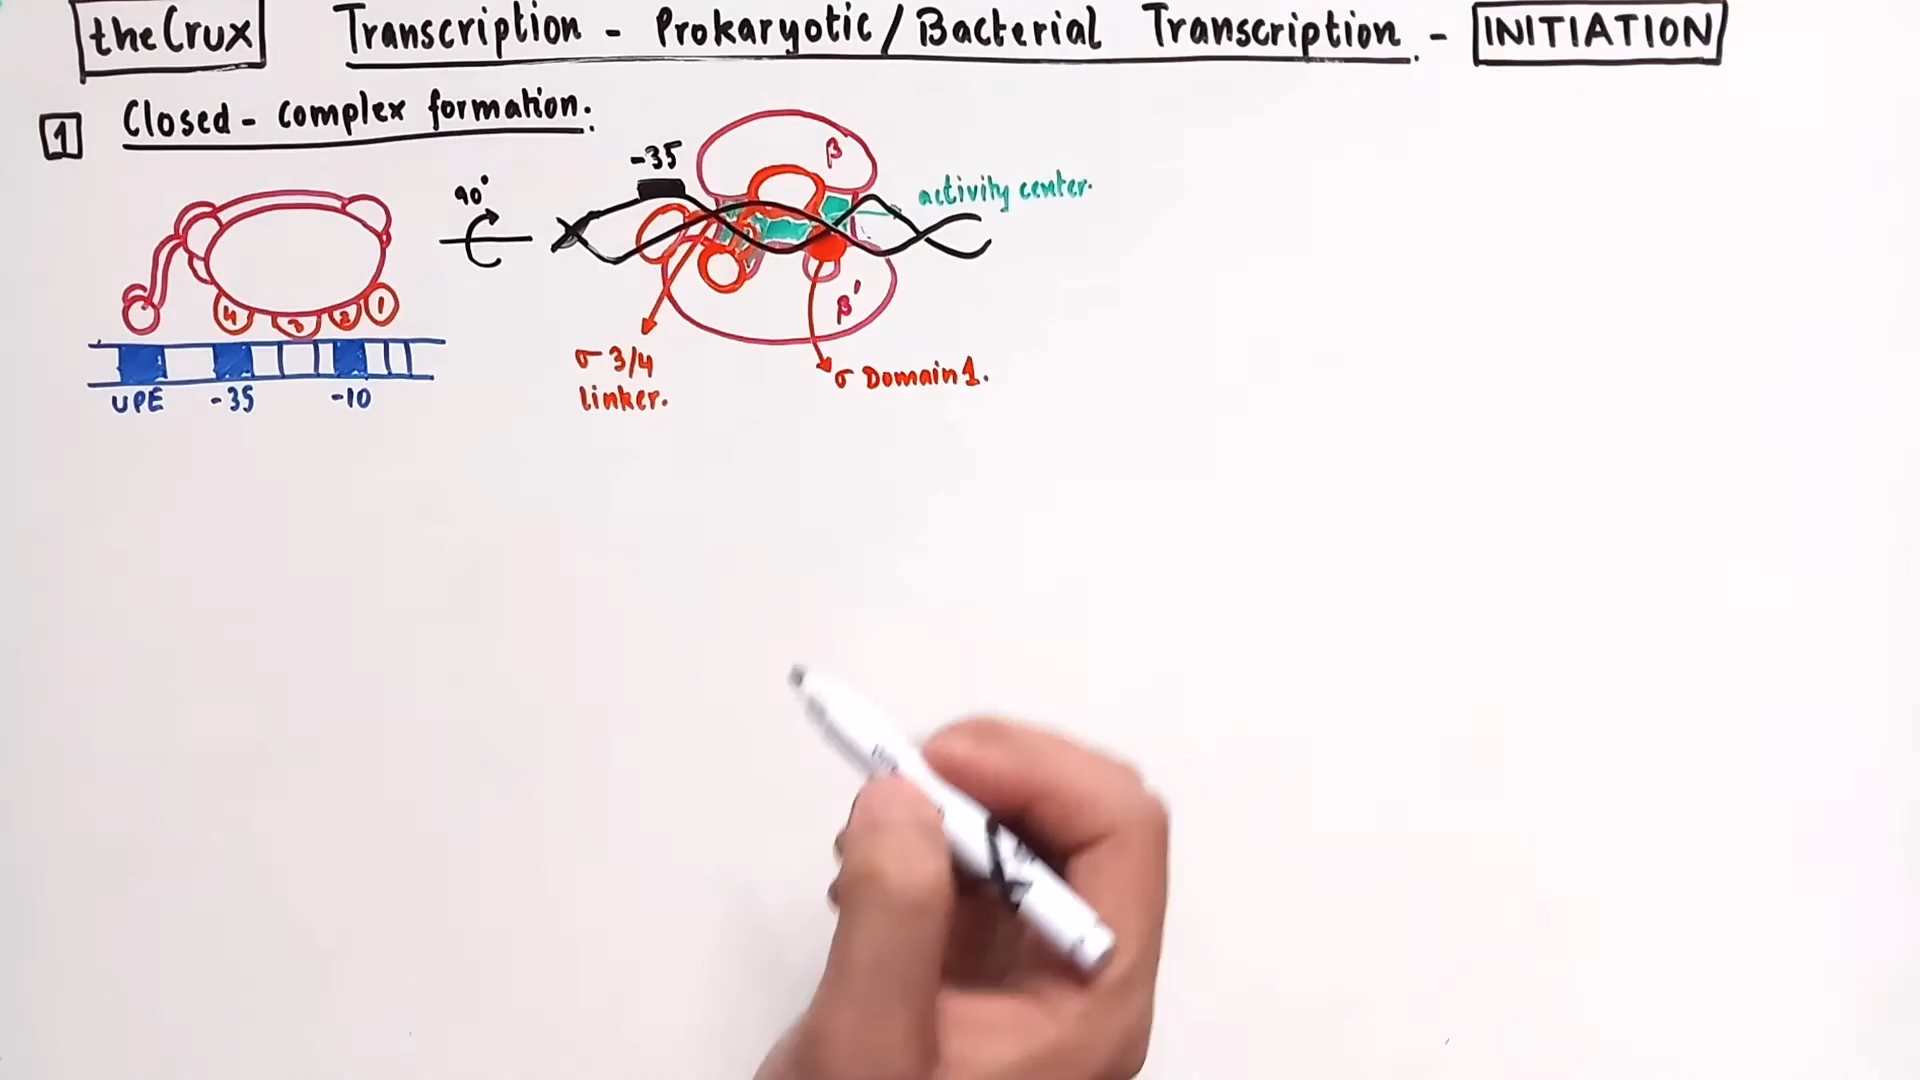 theCrux
Transcription - Prokaryotic/Bacterial Transcription. - INITIATION
1 Closed - complex formation.
-35
β
90°
activity center.
4 3 2 1
β'
σ 3/4
linker.
σ Domain 1.
UPE -35 -10